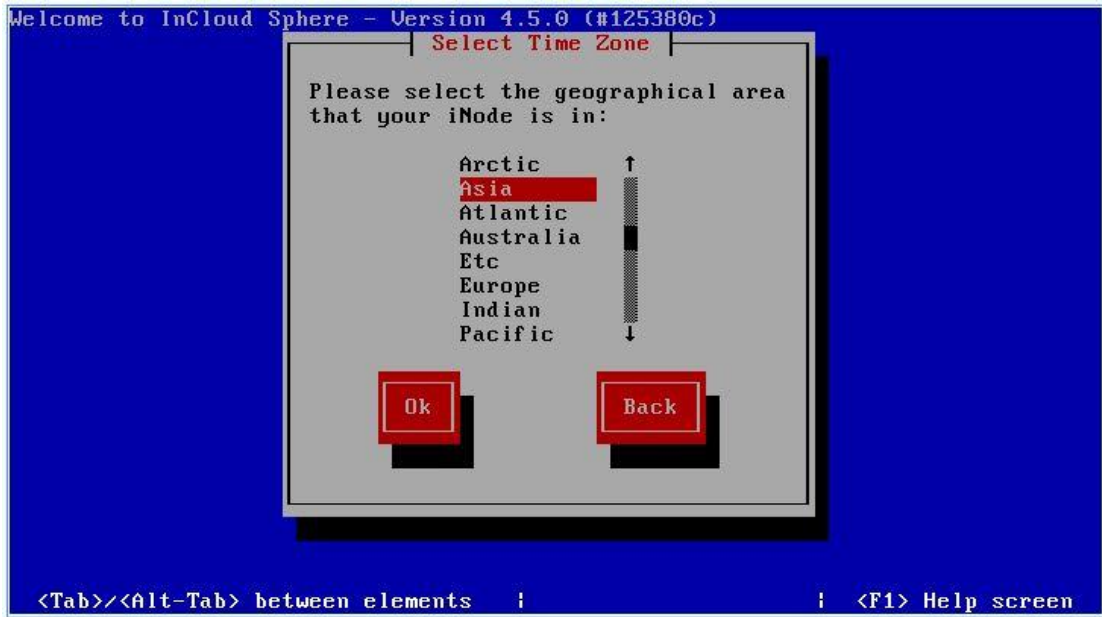 Welcome to InCloud Sphere - Version 4.5.0 (#125380c)
Select Time Zone
Please select the geographical area
that your iNode is in:
Arctic
Asia
Atlantic
Australia
Etc
Europe
Indian
Pacific
Ok Back
<Tab>/<Alt-Tab> between elements ¦ ¦ <F1> Help screen